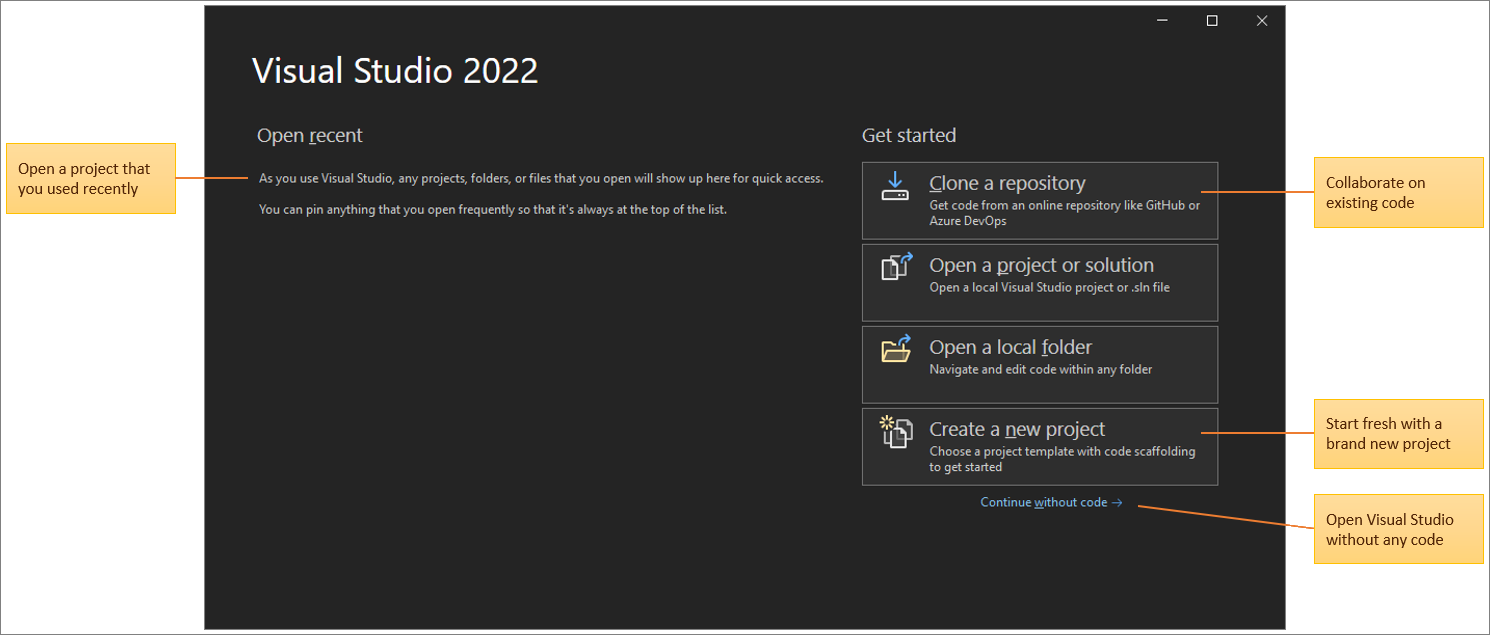 Visual Studio 2022
Open recent
As you use Visual Studio, any projects, folders, or files that you open will show up here for quick access.
You can pin anything that you open frequently so that it's always at the top of the list.
Open a project that
you used recently
Get started
Clone a repository
Get code from an online repository like GitHub or
Azure DevOps
Collaborate on
existing code
Open a project or solution
Open a local Visual Studio project or .sln file
Open a local folder
Navigate and edit code within any folder
Create a new project
Choose a project template with code scaffolding
to get started
Start fresh with a
brand new project
Continue without code →
Open Visual Studio
without any code